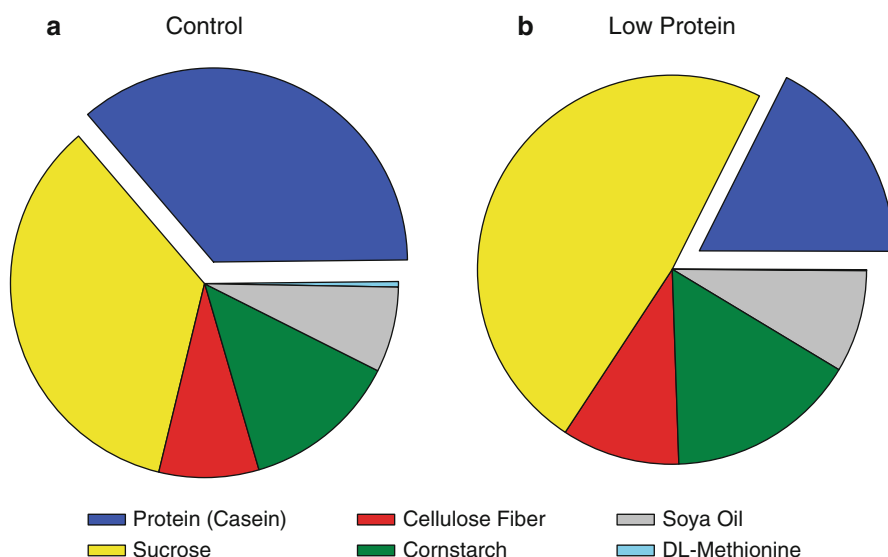 a Control
b Low Protein
Protein (Casein) Cellulose Fiber Soya Oil
Sucrose Cornstarch DL-Methionine